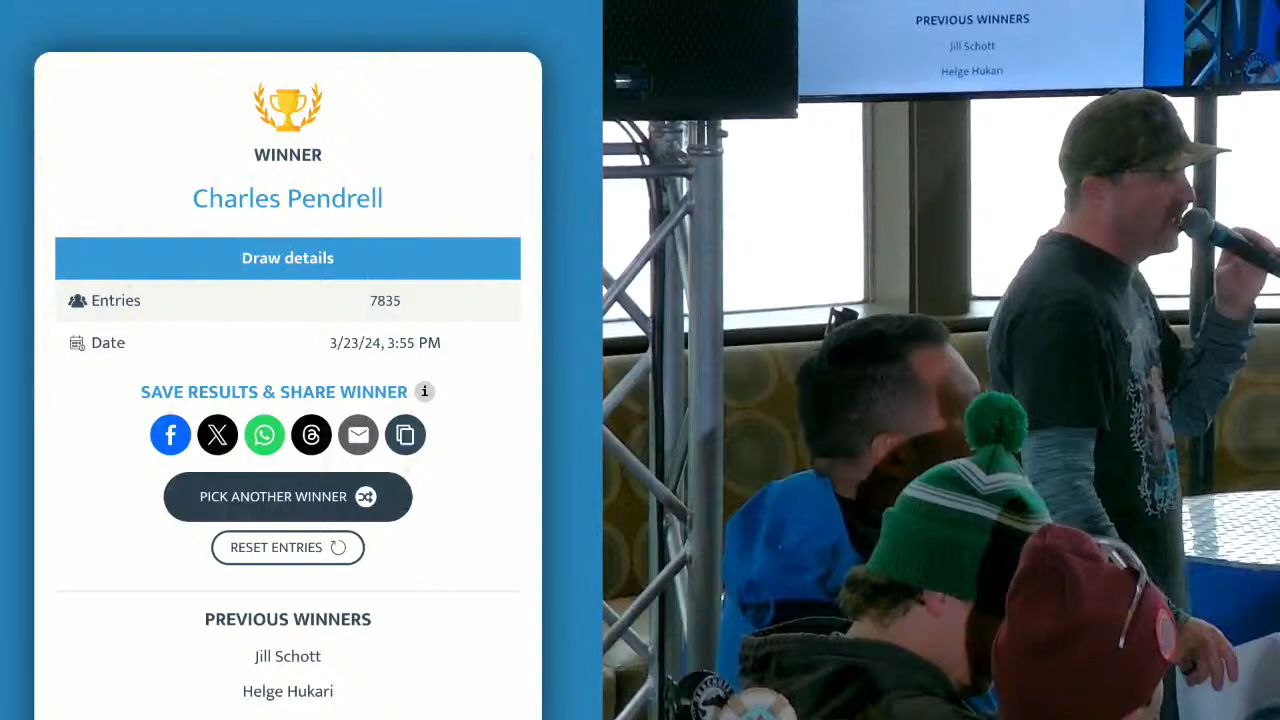 WINNER
Charles Pendrell
Draw details
Entries 7835
Date 3/23/24, 3:55 PM
SAVE RESULTS & SHARE WINNER i
PICK ANOTHER WINNER
RESET ENTRIES
PREVIOUS WINNERS
Jill Schott
Helge Hukari
PREVIOUS WINNERS
Jill Schott
Helge Hukari